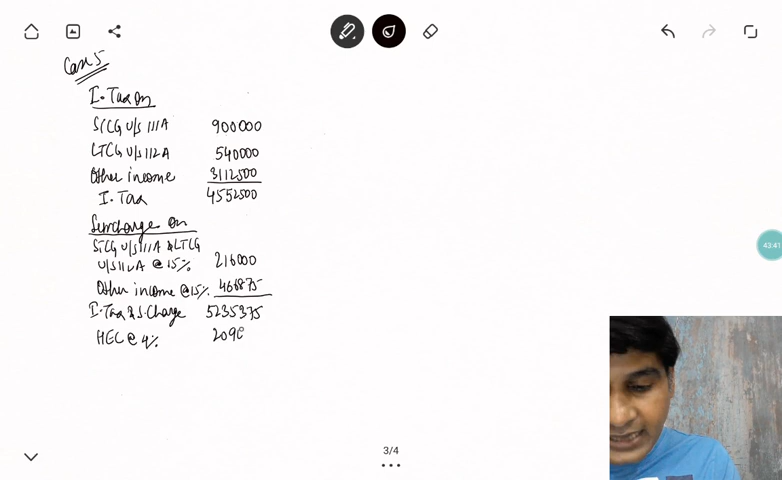 Case 5
I. Tax on
STCG u/s 111A 900000
LTCG u/s 112A 540000
Other income 3112500
I. Tax 4552500
Surcharge on
STCG u/s 111A & LTCG
u/s 112A @ 15% 216000
Other income @ 15% 466875
I. Tax & S. Charge 5235375
HEC @ 4% 209
3/4
43:41